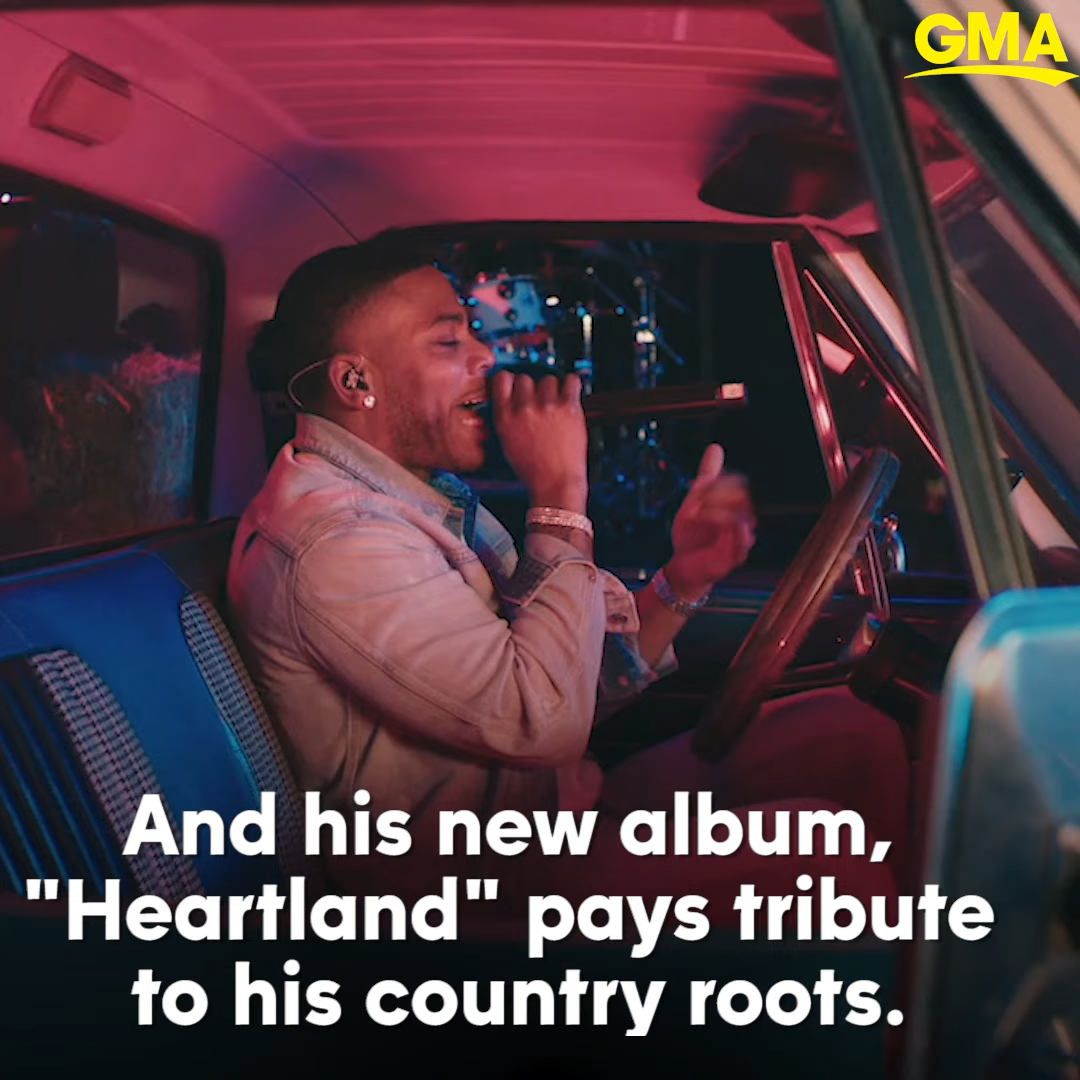 GMA
And his new album,
"Heartland" pays tribute
to his country roots.